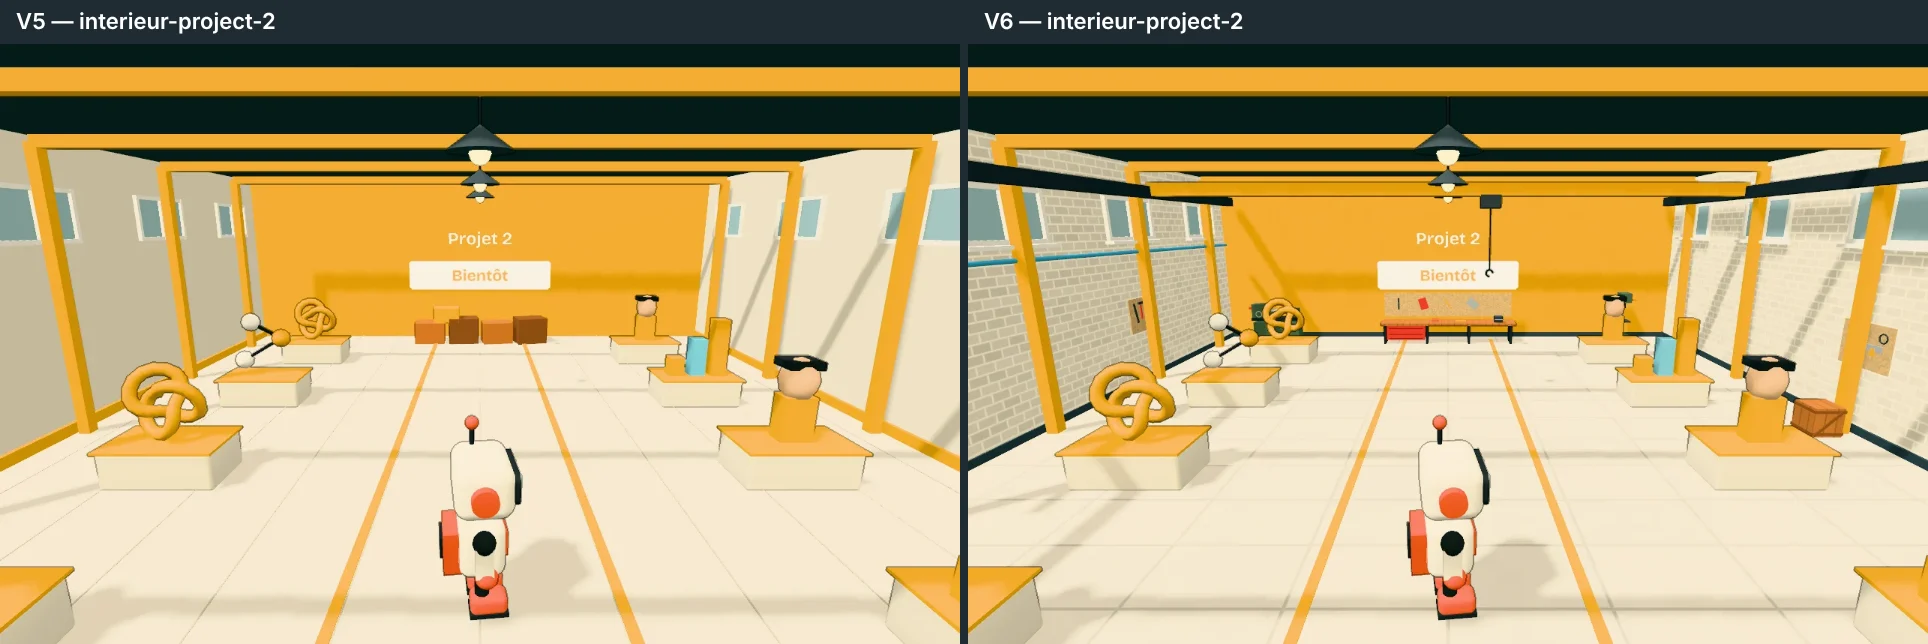 V5 — interieur-project-2
V6 — interieur-project-2
Projet 2
Bientôt
Projet 2
Bientôt